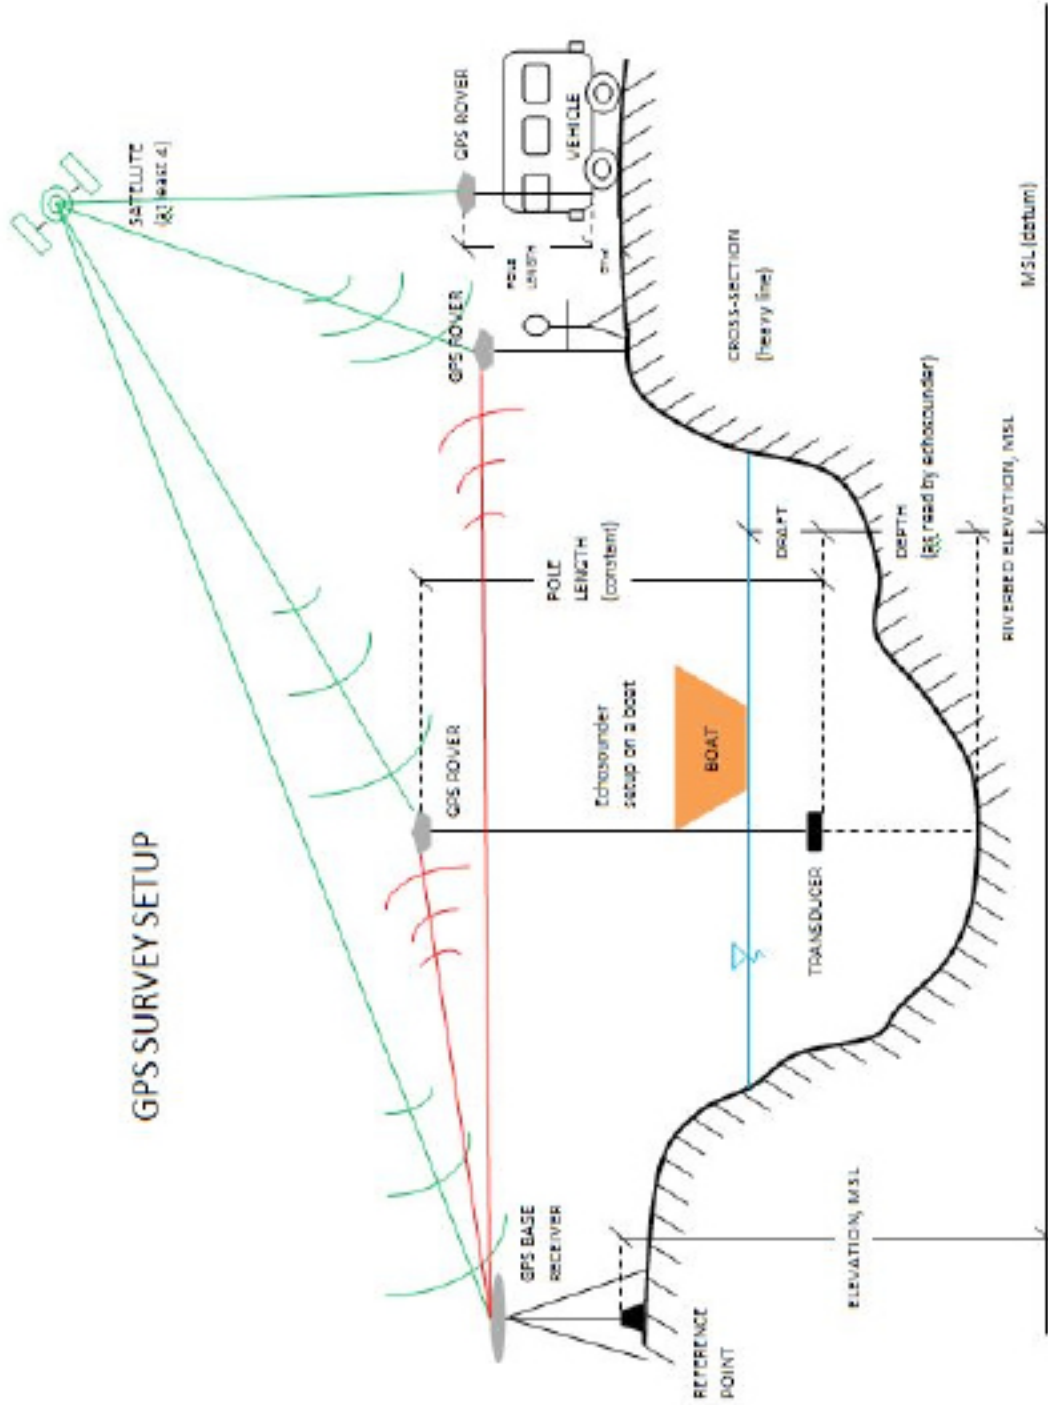 GPS SURVEY SETUP
SATELLITE
(at least 4)
GPS ROVER
GPS ROVER
GPS ROVER
VEHICLE
POLE
LENGTH
POLE
LENGTH
(constant)
Echosounder
setup on a boat
BOAT
TRANSDUCER
DRAFT
DEPTH
(as read by echosounder)
CROSS-SECTION
(heavy line)
RIVERBED ELEVATION, MSL
MSL (datum)
GPS BASE
RECEIVER
REFERENCE
POINT
ELEVATION, MSL